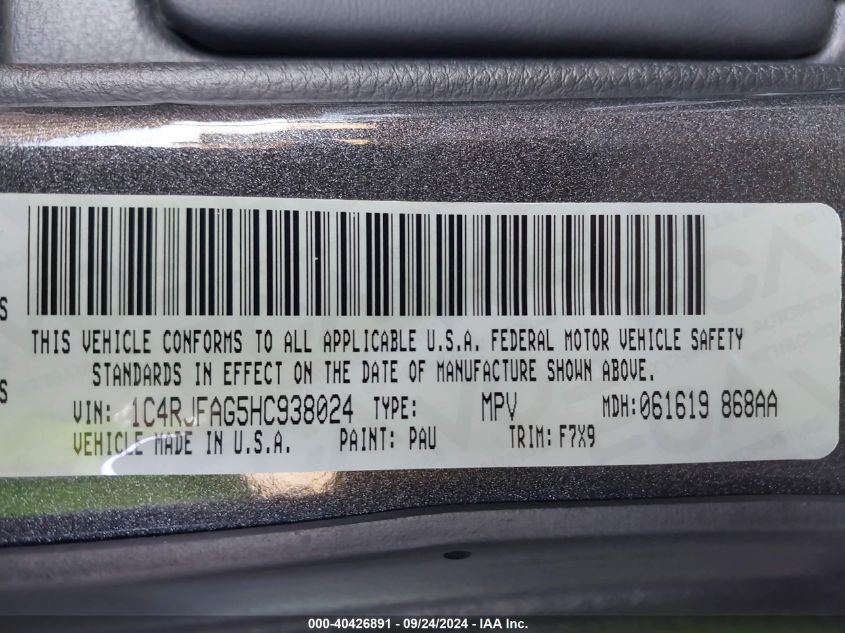 S
THIS VEHICLE CONFORMS TO ALL APPLICABLE U.S.A. FEDERAL MOTOR VEHICLE SAFETY
S STANDARDS IN EFFECT ON THE DATE OF MANUFACTURE SHOWN ABOVE.
VIN: 1C4RJFAG5HC938024 TYPE: MPV MDH: 061619 868AA
VEHICLE MADE IN U.S.A. PAINT: PAU TRIM: F7X9
000-40426891 - 09/24/2024 - IAA Inc.